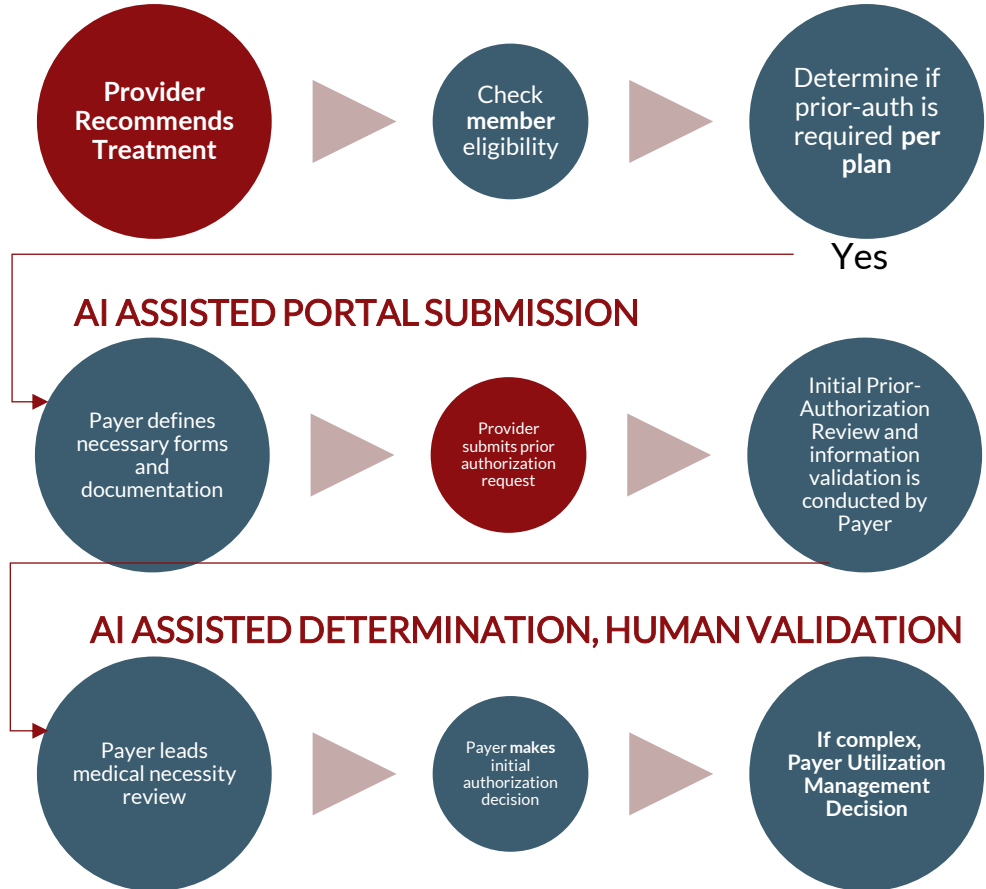 Provider
Recommends
Treatment
Check
member
eligibility
Determine if
prior-auth is
required per
plan
Yes
AI ASSISTED PORTAL SUBMISSION
Payer defines
necessary forms
and
documentation
Provider
submits prior
authorization
request
Initial Prior-
Authorization
Review and
information
validation is
conducted by
Payer
AI ASSISTED DETERMINATION, HUMAN VALIDATION
Payer leads
medical necessity
review
Payer makes
initial
authorization
decision
If complex,
Payer Utilization
Management
Decision